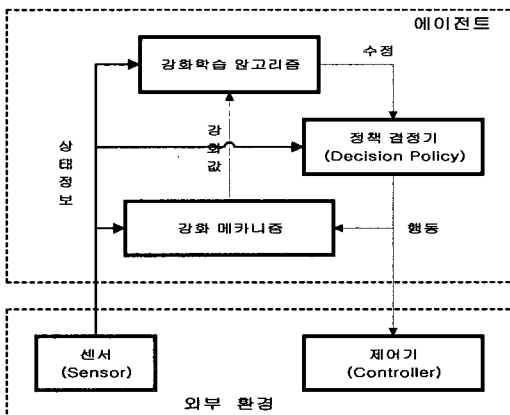 에이전트
강화학습 알고리즘
수정
강화값
정책 결정기
(Decision Policy)
상태정보
강화 메카니즘
행동
센서
(Sensor)
제어기
(Controller)
외부 환경